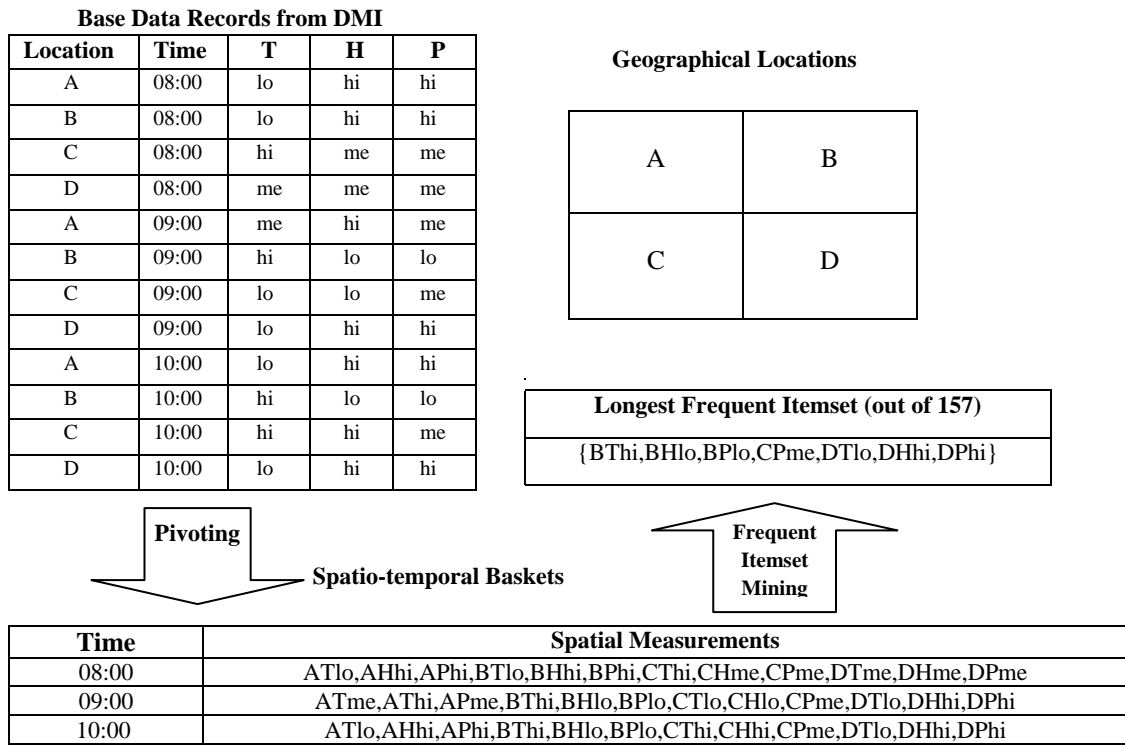 Base Data Records from DMI
Location Time T H P
A 08:00 lo hi hi
B 08:00 lo hi hi
C 08:00 hi me me
D 08:00 me me me
A 09:00 me hi me
B 09:00 hi lo lo
C 09:00 lo lo me
D 09:00 lo hi hi
A 10:00 lo hi hi
B 10:00 hi lo lo
C 10:00 hi hi me
D 10:00 lo hi hi
Geographical Locations
A B
C D
Longest Frequent Itemset (out of 157)
{BThi,BHlo,BPlo,CPme,DTlo,DHhi,DPhi}
Pivoting
Spatio-temporal Baskets
Frequent
Itemset
Mining
Time Spatial Measurements
08:00 ATlo,AHhi,APhi,BTlo,BHhi,BPhi,CThi,CHme,CPme,DTme,DHme,DPme
09:00 ATme,AThi,APme,BThi,BHlo,BPlo,CTlo,CHlo,CPme,DTlo,DHhi,DPhi
10:00 ATlo,AHhi,APhi,BThi,BHlo,BPlo,CThi,CHhi,CPme,DTlo,DHhi,DPhi